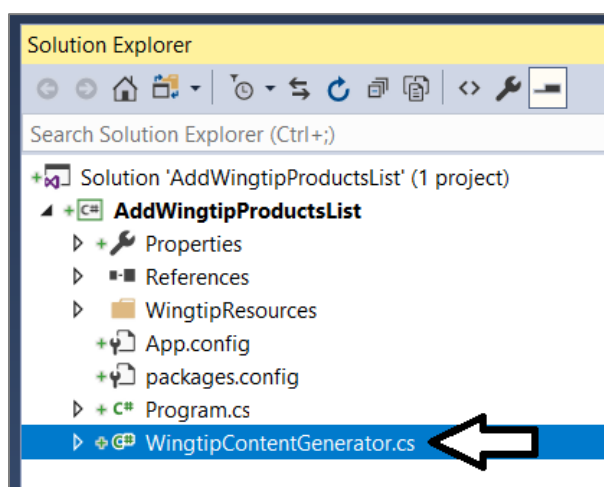 Solution Explorer
Search Solution Explorer (Ctrl+;)
Solution 'AddWingtipProductsList' (1 project)
C# AddWingtipProductsList
Properties
References
WingtipResources
App.config
packages.config
C# Program.cs
C# WingtipContentGenerator.cs